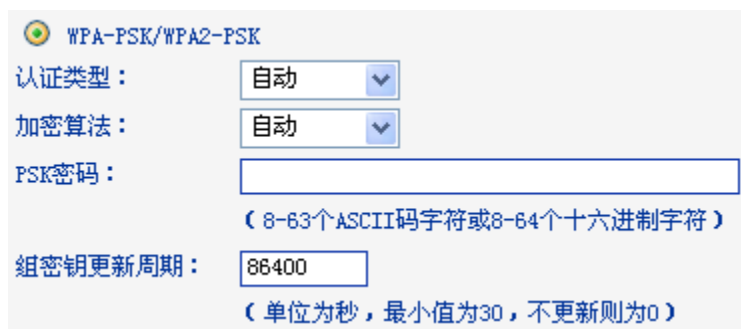 WPA-PSK/WPA2-PSK
认证类型： 自动
加密算法： 自动
PSK密码：
（8-63个ASCII码字符或8-64个十六进制字符）
组密钥更新周期： 86400
（单位为秒，最小值为30，不更新则为0）